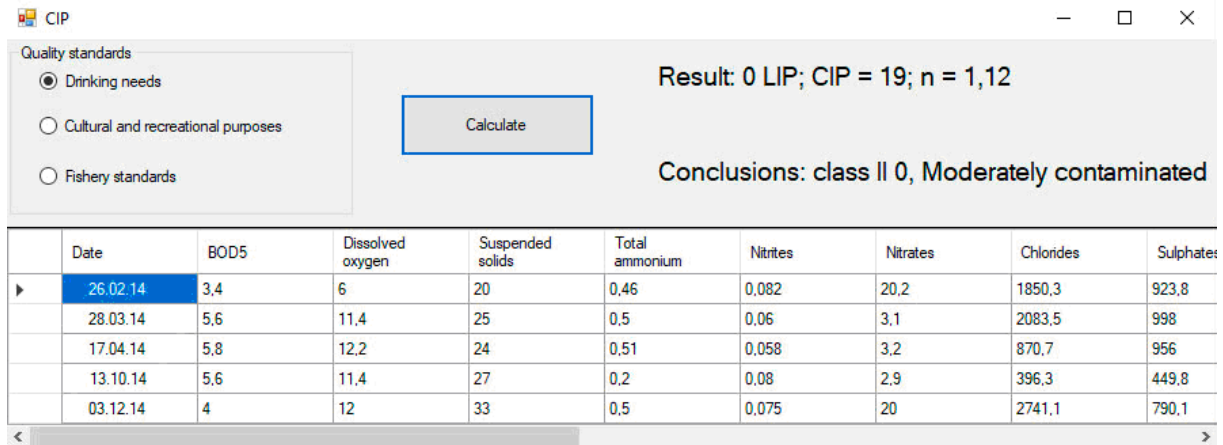 CIP
Quality standards
Drinking needs
Cultural and recreational purposes
Fishery standards
Calculate
Result: 0 LIP; CIP = 19; n = 1,12
Conclusions: class II 0, Moderately contaminated
Date BOD5 Dissolved oxygen Suspended solids Total ammonium Nitrites Nitrates Chlorides Sulphates
26.02.14 3,4 6 20 0,46 0,082 20,2 1850,3 923,8
28.03.14 5,6 11,4 25 0,5 0,06 3,1 2083,5 998
17.04.14 5,8 12,2 24 0,51 0,058 3,2 870,7 956
13.10.14 5,6 11,4 27 0,2 0,08 2,9 396,3 449,8
03.12.14 4 12 33 0,5 0,075 20 2741,1 790,1